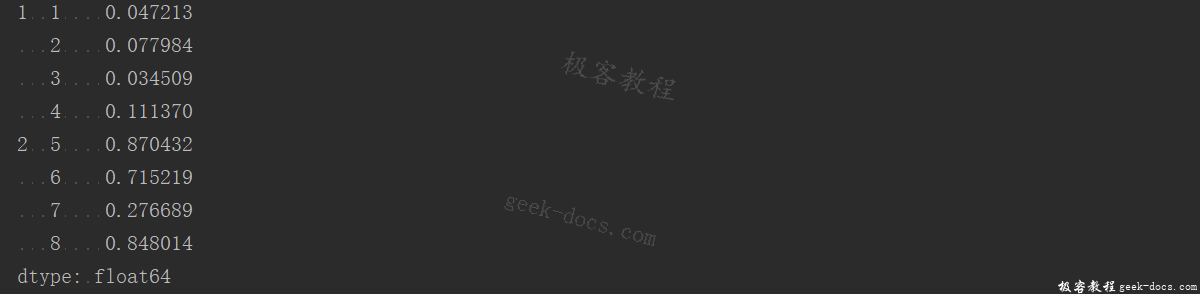 1  1    0.047213
   2    0.077984
   3    0.034509
   4    0.111370
2  5    0.870432
   6    0.715219
   7    0.276689
   8    0.848014
dtype: float64
极客教程
geek-docs.com
极客教程 geek-docs.com